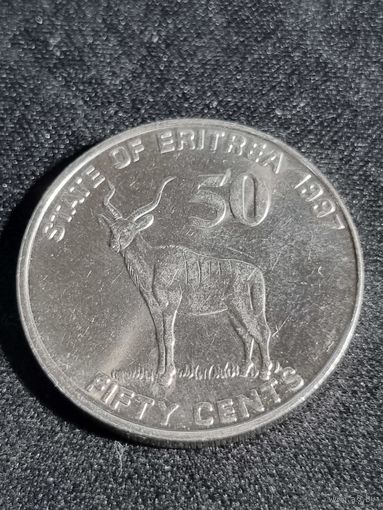 STATE OF ERITREA 1997
50
FIFTY CENTS